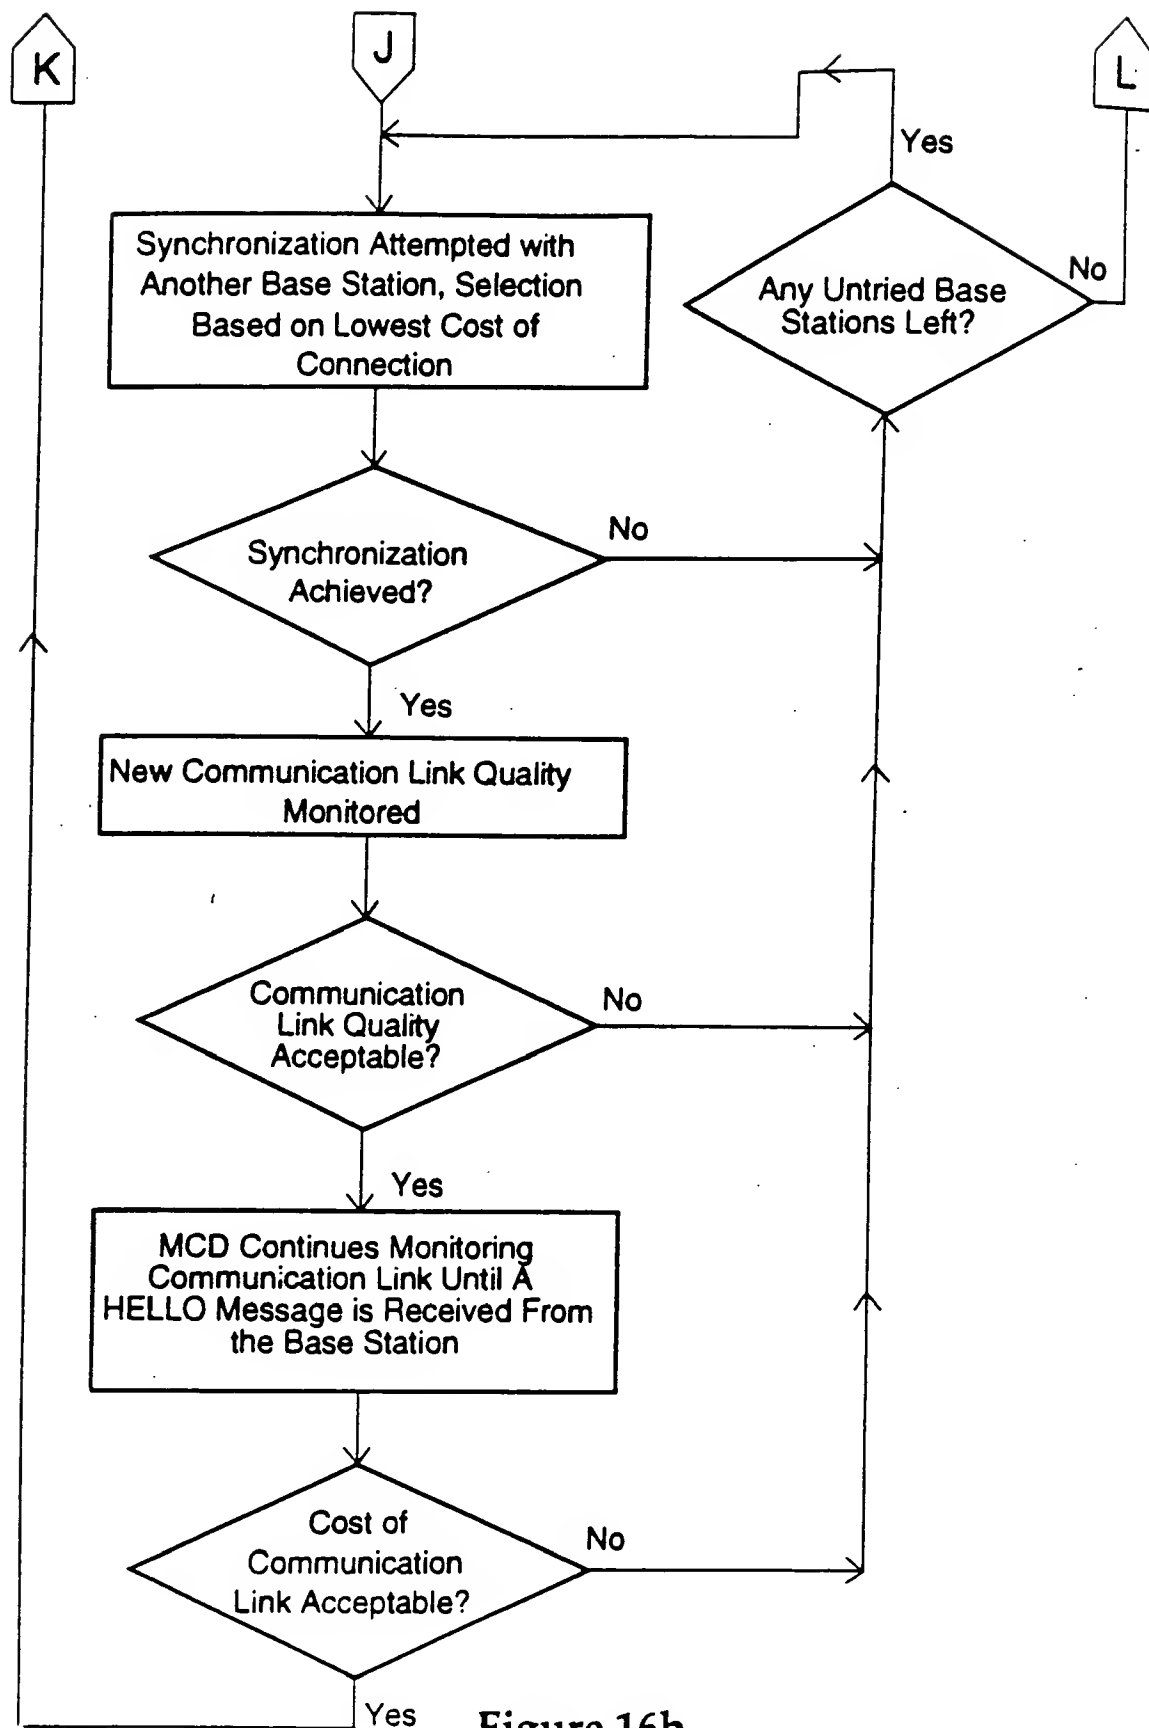 K
J
L
Yes
Synchronization Attempted with
Another Base Station, Selection
Based on Lowest Cost of
Connection
Any Untried Base
Stations Left?
No
Synchronization
Achieved?
No
Yes
New Communication Link Quality
Monitored
Communication
Link Quality
Acceptable?
No
Yes
MCD Continues Monitoring
Communication Link Until A
HELLO Message is Received From
the Base Station
Cost of
Communication
Link Acceptable?
No
Yes
Figure 16b